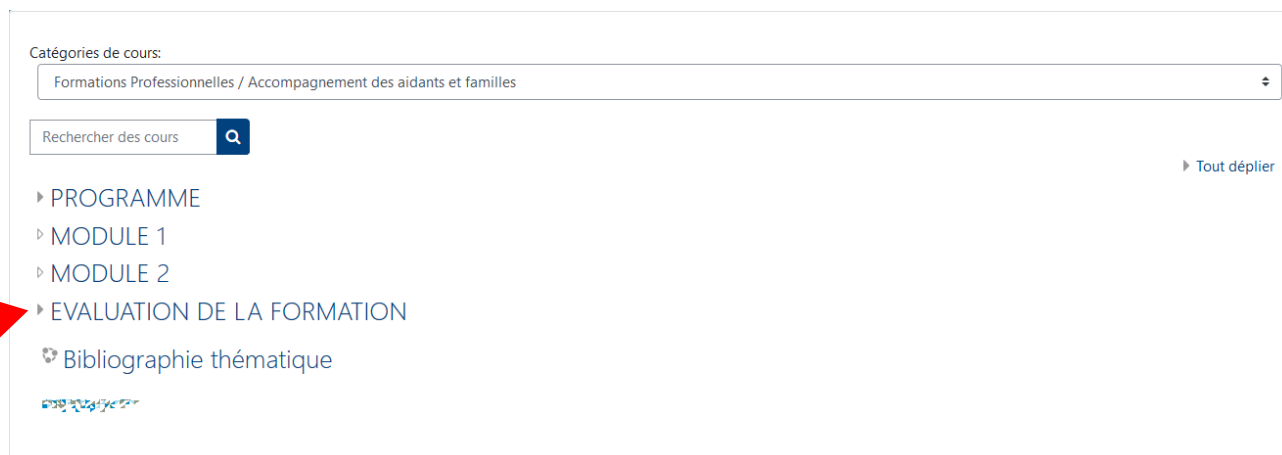 Catégories de cours:
Formations Professionnelles / Accompagnement des aidants et familles
Rechercher des cours
Tout déplier
PROGRAMME
MODULE 1
MODULE 2
EVALUATION DE LA FORMATION
Bibliographie thématique